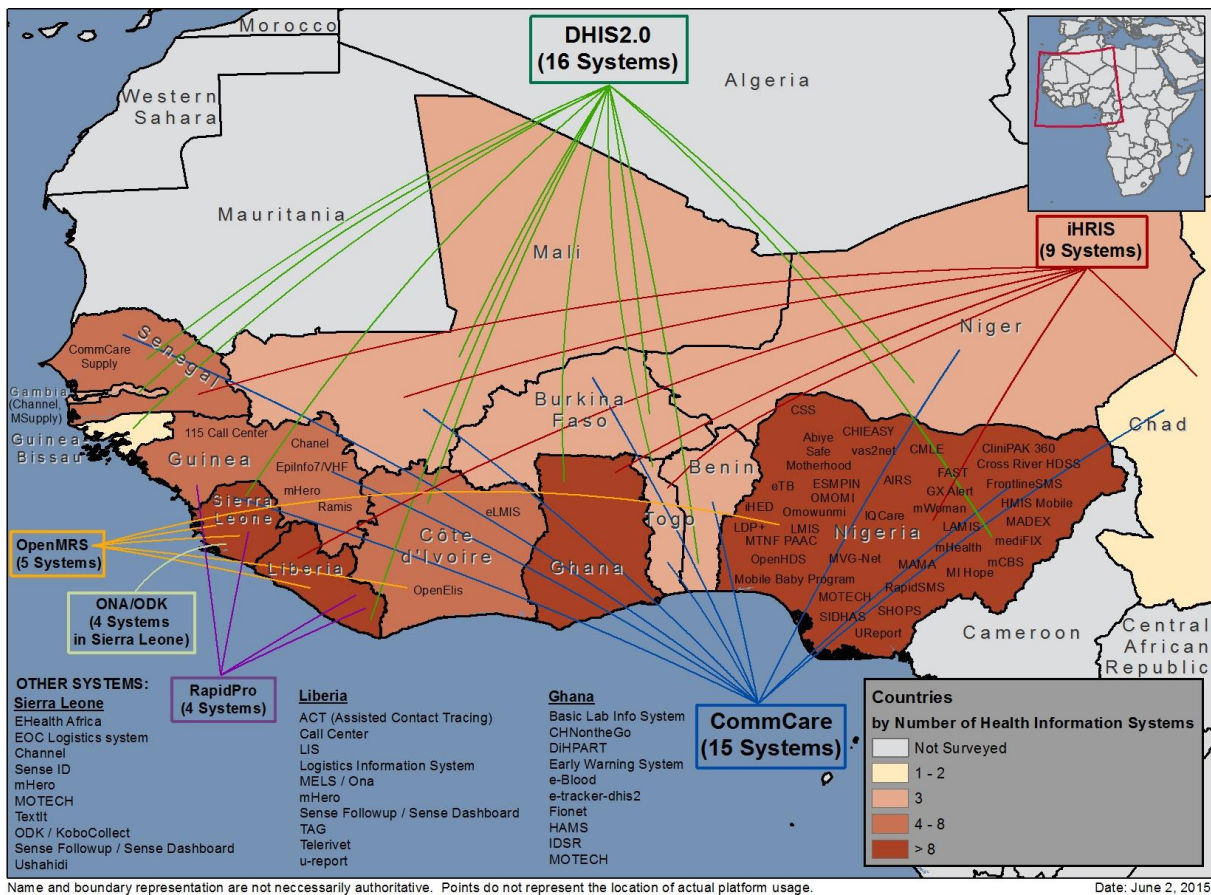 Morocco
DHIS2.0
(16 Systems)
Algeria
Western
Sahara
Mauritania
Mali
iHRIS
(9 Systems)
Niger
Chad
Senegal
CommCare
Supply
Gambia
(Channel,
MSupply)
Guinea
Bissau
115 Call Center
Guinea
Chanel
EpiInfo7/VHF
mHero
Ramis
Sierra
Leone
Liberia
Burkina
Faso
Benin
Togo
Ghana
Côte
d'Ivoire
eLMIS
OpenElis
CSS
CHIEASY
Abiye
Safe
Motherhood
vas2net
CMLE
CliniPAK 360
Cross River HDSS
FAST
eTB
ESMPIN
OMOMI
AIRS
GX Alert
FrontlineSMS
iHED
Omowunmi
IQCare
mWoman
HMIS Mobile
LDP+
LMIS
Nigeria
LAMIS
MADEX
MTNF PAAC
mHealth
mediFIX
OpenHDS
MVG-Net
MAMA
MI Hope
mCBS
Mobile Baby Program
MOTECH
RapidSMS
SIDHAS
SHOPS
UReport
Cameroon
Central
African
Republic
OpenMRS
(5 Systems)
ONA/ODK
(4 Systems
in Sierra Leone)
RapidPro
(4 Systems)
CommCare
(15 Systems)
OTHER SYSTEMS:
Sierra Leone
EHealth Africa
EOC Logistics system
Channel
Sense ID
mHero
MOTECH
TextIt
ODK / KoboCollect
Sense Followup / Sense Dashboard
Ushahidi
Liberia
ACT (Assisted Contact Tracing)
Call Center
LIS
Logistics Information System
MELS / Ona
mHero
Sense Followup / Sense Dashboard
TAG
Telerivet
u-report
Ghana
Basic Lab Info System
CHNontheGo
DiHPART
Early Warning System
e-Blood
e-tracker-dhis2
Fionet
HAMS
IDSR
MOTECH
Countries
by Number of Health Information Systems
Not Surveyed
1 - 2
3
4 - 8
> 8
Name and boundary representation are not neccessarily authoritative. Points do not represent the location of actual platform usage.
Date: June 2, 2015